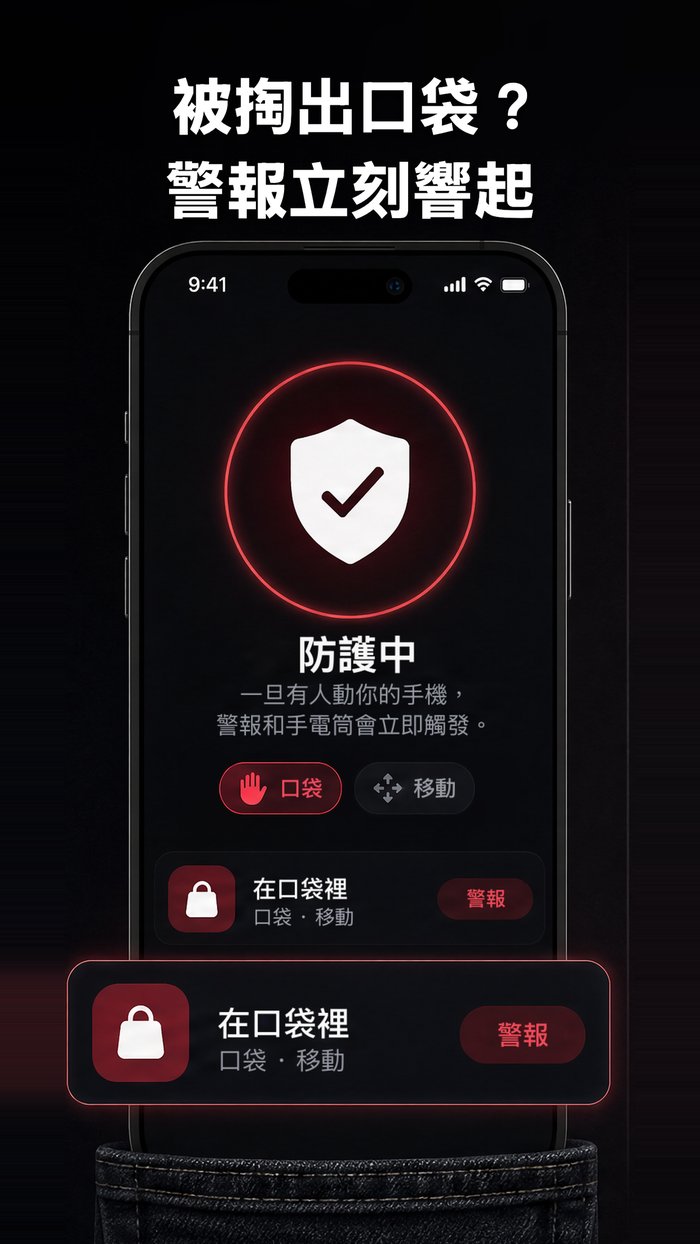 被掏出口袋？
警報立刻響起
9:41
防護中
一旦有人動你的手機，
警報和手電筒會立即觸發。
口袋
移動
在口袋裡
口袋 · 移動
警報
在口袋裡
口袋 · 移動
警報